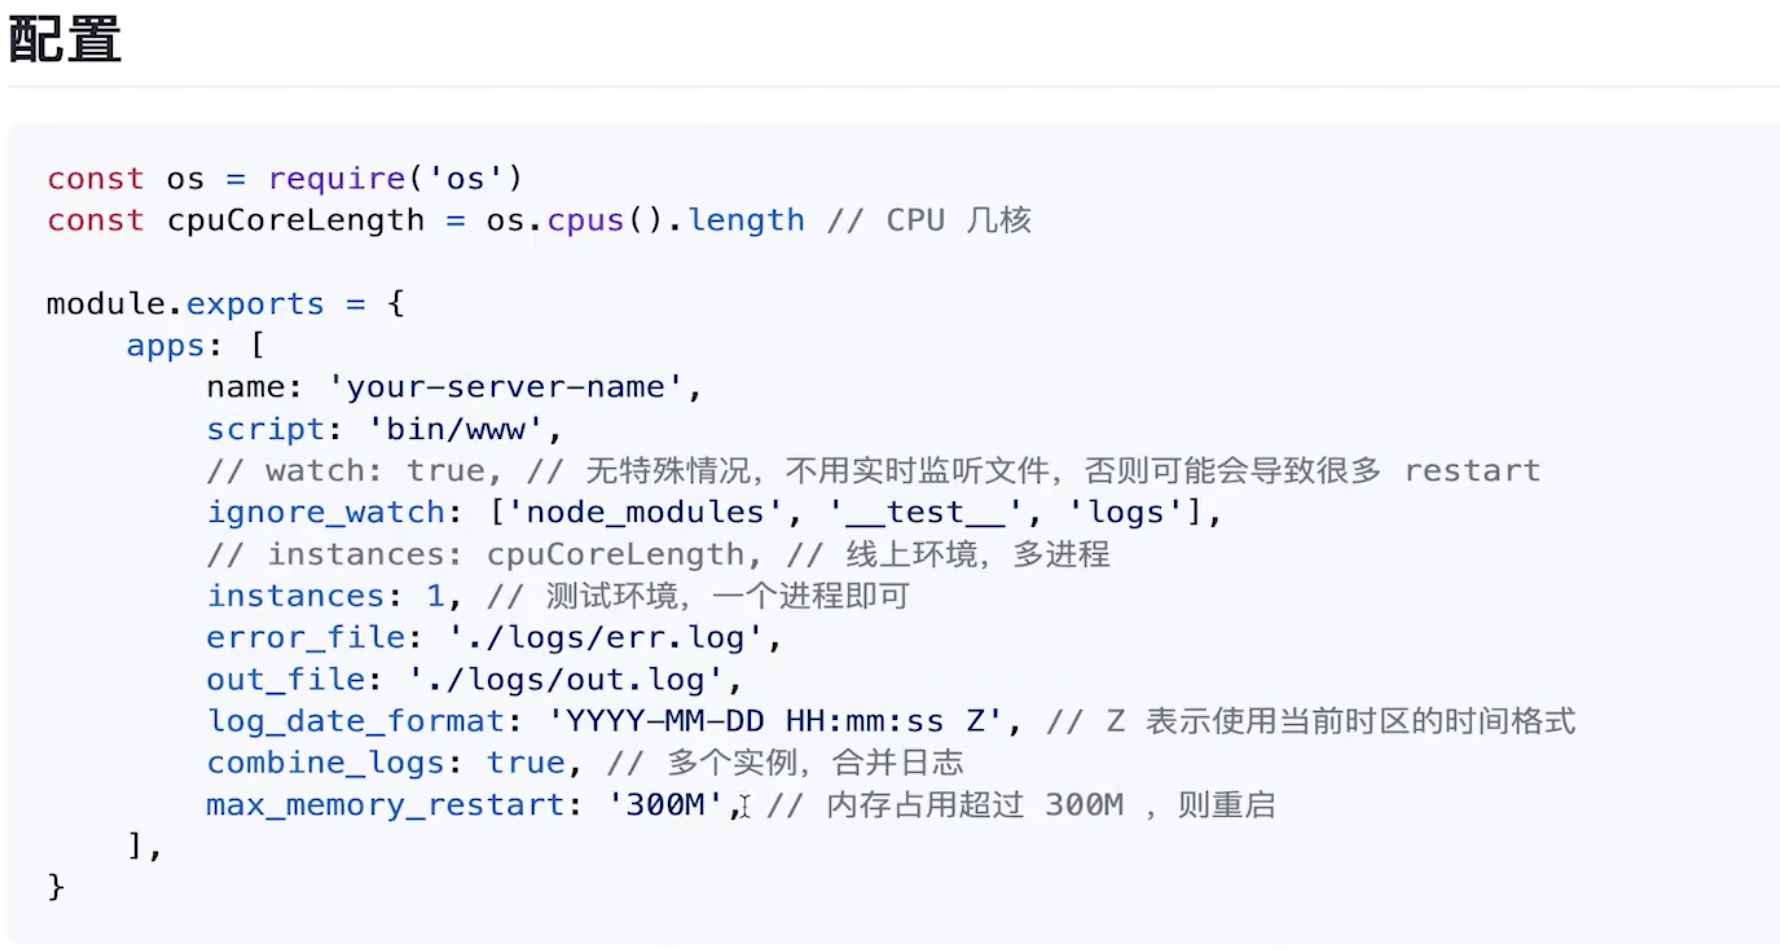 配置
const os = require('os')
const cpuCoreLength = os.cpus().length // CPU 几核
module.exports = {
apps: [
name: 'your-server-name',
script: 'bin/www',
// watch: true, // 无特殊情况，不用实时监听文件，否则可能会导致很多 restart
ignore_watch: ['node_modules', '__test__', 'logs'],
// instances: cpuCoreLength, // 线上环境，多进程
instances: 1, // 测试环境，一个进程即可
error_file: './logs/err.log',
out_file: './logs/out.log',
log_date_format: 'YYYY-MM-DD HH:mm:ss Z', // Z 表示使用当前时区的时间格式
combine_logs: true, // 多个实例，合并日志
max_memory_restart: '300M', // 内存占用超过 300M ，则重启
],
}